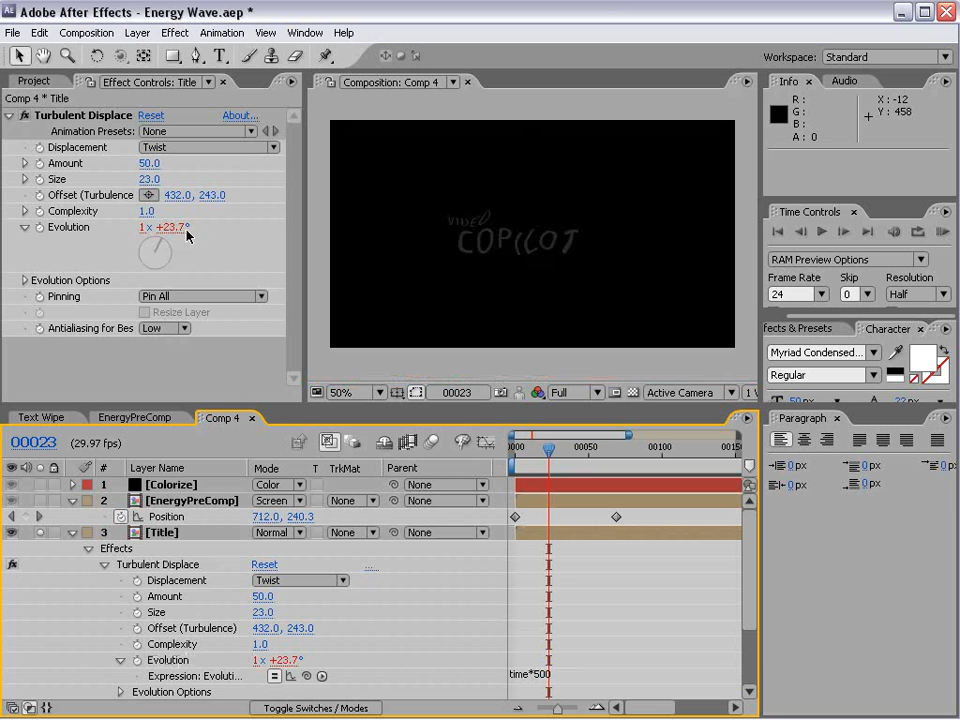 Adobe After Effects - Energy Wave.aep *
File Edit Composition Layer Effect Animation View Window Help
Workspace: Standard
Project Effect Controls: Title
Composition: Comp 4
Info Audio
Comp 4 * Title
Turbulent Displace Reset About...
Animation Presets: None
Displacement Twist
Amount 50.0
Size 23.0
Offset (Turbulence 432.0, 243.0
Complexity 1.0
Evolution 1 x +23.7°
Evolution Options
Pinning Pin All
Resize Layer
Antialiasing for Bes Low
VIDEO
COPILOT
50% 00023 Full Active Camera 1 V
R:
G:
B:
A: 0
X: -12
Y: 458
Time Controls
RAM Preview Options
Frame Rate Skip Resolution
24 0 Half
ffects & Presets Character
Myriad Condensed...
Regular
T 50 px A 22 px
Text Wipe EnergyPreComp Comp 4
00023 (29.97 fps)
0000 00050 00100 0015
# Layer Name Mode T TrkMat Parent
1 [Colorize] Color None
2 [EnergyPreComp] Screen None None
Position 712.0, 240.3
3 [Title] Normal None None
Effects
Turbulent Displace Reset ...
Displacement Twist
Amount 50.0
Size 23.0
Offset (Turbulence) 432.0, 243.0
Complexity 1.0
Evolution 1 x +23.7°
Expression: Evoluti... time*500
Evolution Options
Toggle Switches / Modes
Paragraph
0 px 0 px 0 px
0 px 0 px